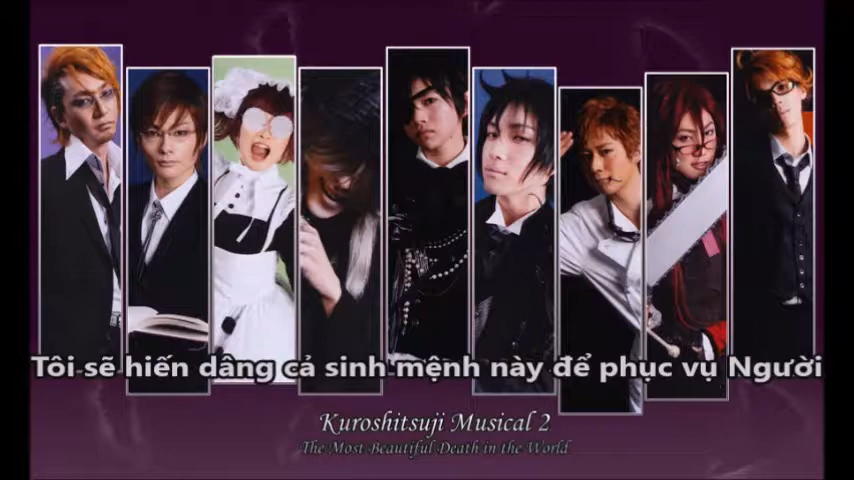 Tôi sẽ hiến dâng cả sinh mệnh này để phục vụ Người
Kuroshitsuji Musical 2
The Most Beautiful Death in the World